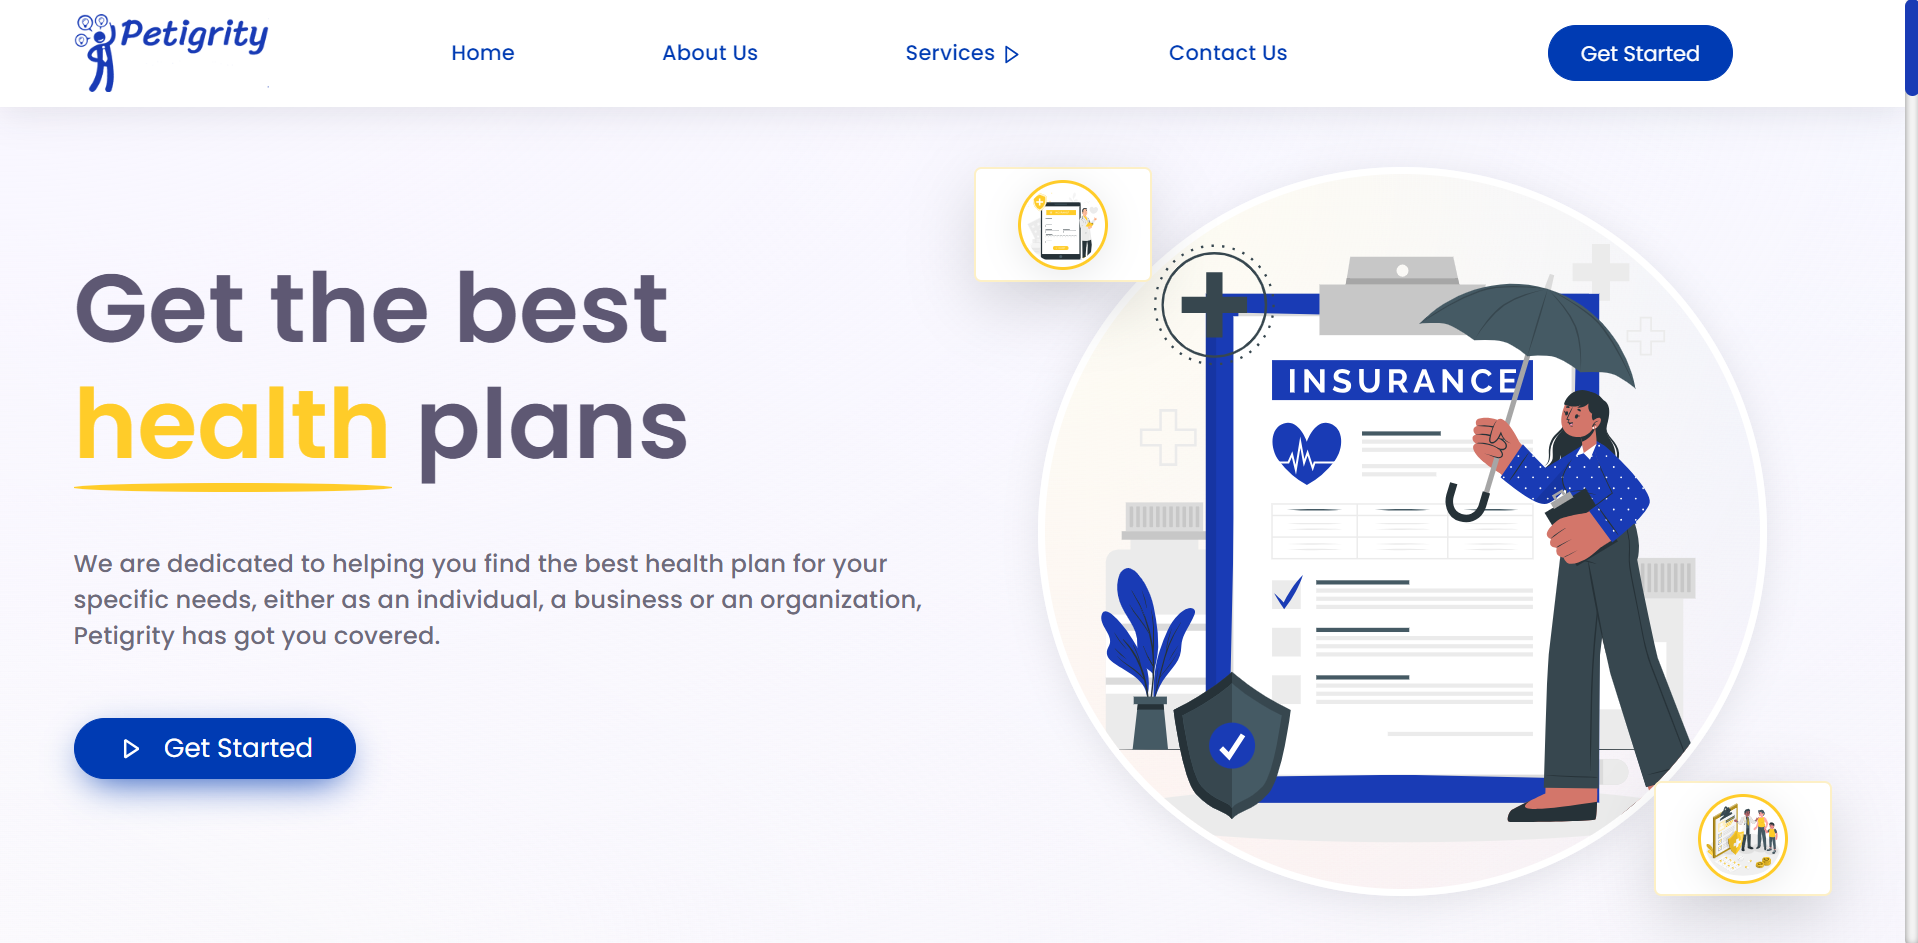 Petigrity
Home
About Us
Services
Contact Us
Get Started
Get the best
health plans
We are dedicated to helping you find the best health plan for your
specific needs, either as an individual, a business or an organization,
Petigrity has got you covered.
Get Started
INSURANCE